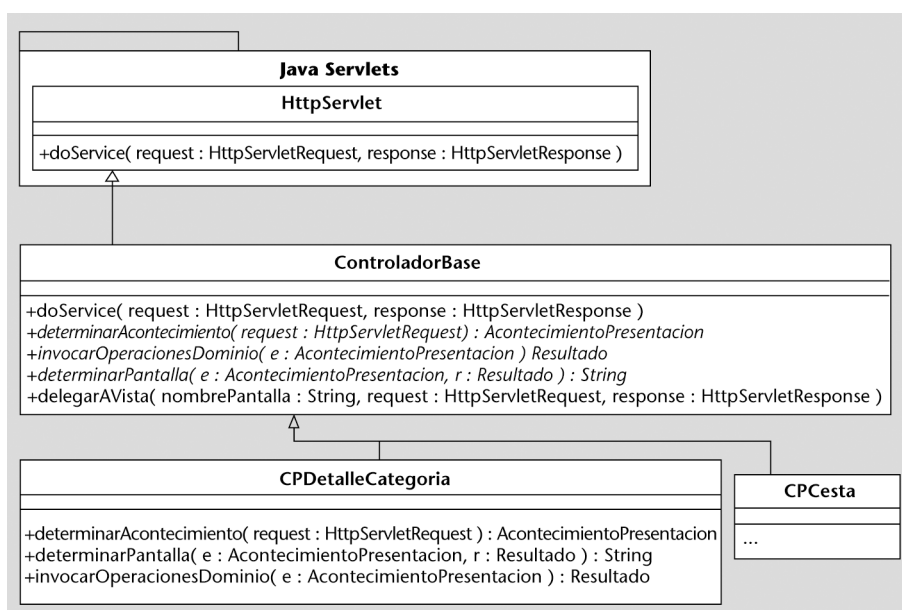 Java Servlets
HttpServlet
+doService( request : HttpServletRequest, response : HttpServletResponse )
ControladorBase
+doService( request : HttpServletRequest, response : HttpServletResponse )
+determinarAcontecimiento( request : HttpServletRequest) : AcontecimientoPresentacion
+invocarOperacionesDominio( e : AcontecimientoPresentacion ) Resultado
+determinarPantalla( e : AcontecimientoPresentacion, r : Resultado ) : String
+delegarAVista( nombrePantalla : String, request : HttpServletRequest, response : HttpServletResponse )
CPDetalleCategoria
+determinarAcontecimiento( request : HttpServletRequest ) : AcontecimientoPresentacion
+determinarPantalla( e : AcontecimientoPresentacion, r : Resultado ) : String
+invocarOperacionesDominio( e : AcontecimientoPresentacion ) : Resultado
CPCesta
...